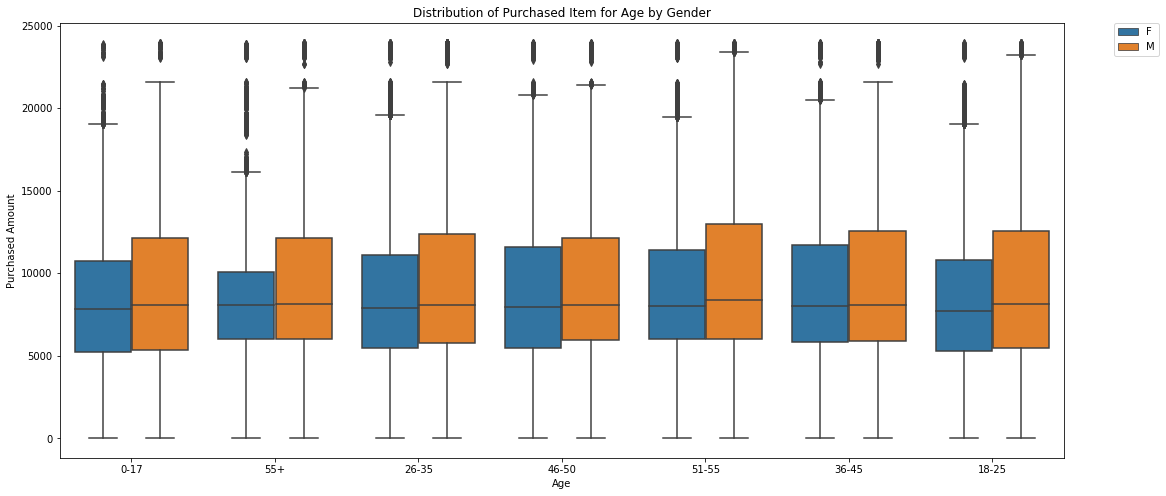 Distribution of Purchased Item for Age by Gender
F
M
25000
20000
15000
10000
5000
0
Purchased Amount
0-17 55+ 26-35 46-50 51-55 36-45 18-25
Age